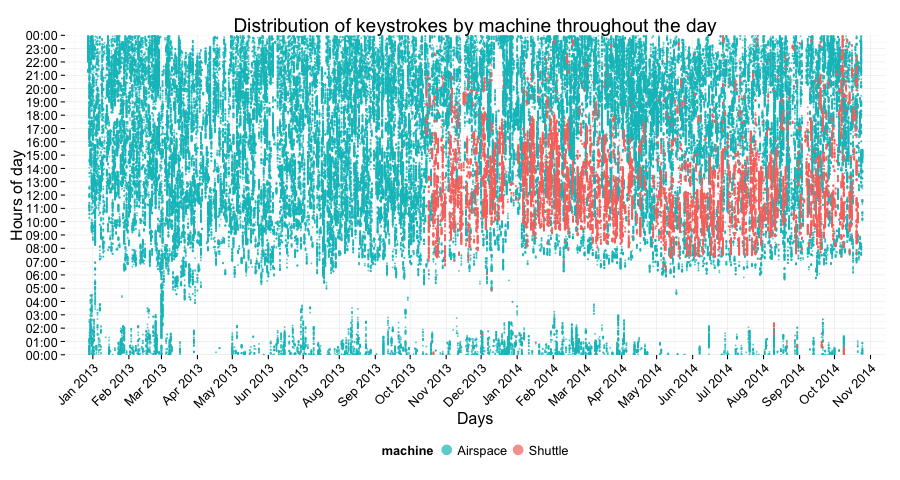 Distribution of keystrokes by machine throughout the day
Hours of day
00:00
23:00
22:00
21:00
20:00
19:00
18:00
17:00
16:00
15:00
14:00
13:00
12:00
11:00
10:00
09:00
08:00
07:00
06:00
05:00
04:00
03:00
02:00
01:00
00:00
Jan 2013
Feb 2013
Mar 2013
Apr 2013
May 2013
Jun 2013
Jul 2013
Aug 2013
Sep 2013
Oct 2013
Nov 2013
Dec 2013
Jan 2014
Feb 2014
Mar 2014
Apr 2014
May 2014
Jun 2014
Jul 2014
Aug 2014
Sep 2014
Oct 2014
Nov 2014
Days
machine Airspace Shuttle